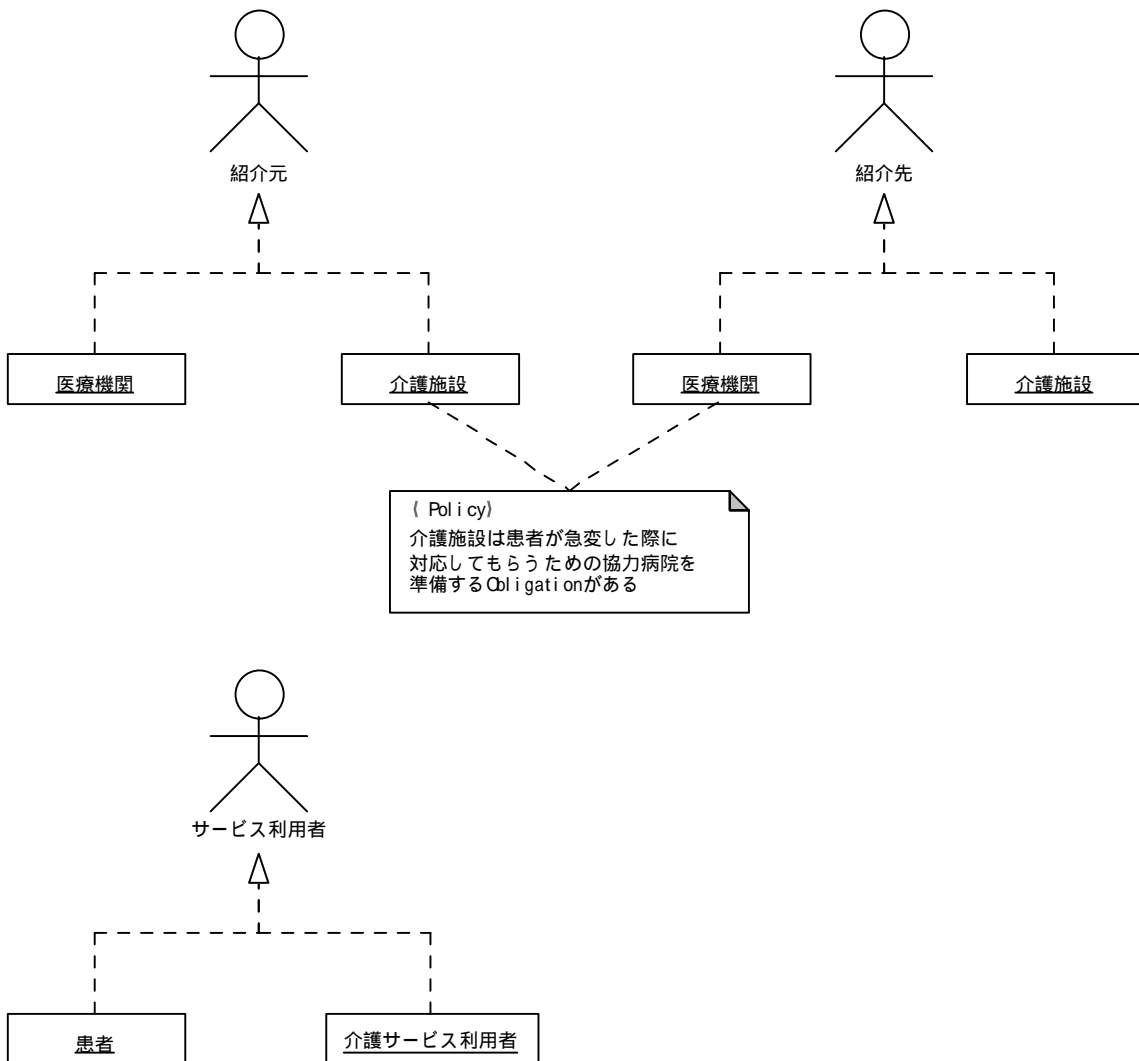 紹介元
紹介先
医療機関
介護施設
医療機関
介護施設
{ Policy}
介護施設は患者が急変した際に
対応してもらうための協力病院を
準備するObligationがある
サービス利用者
患者
介護サービス利用者